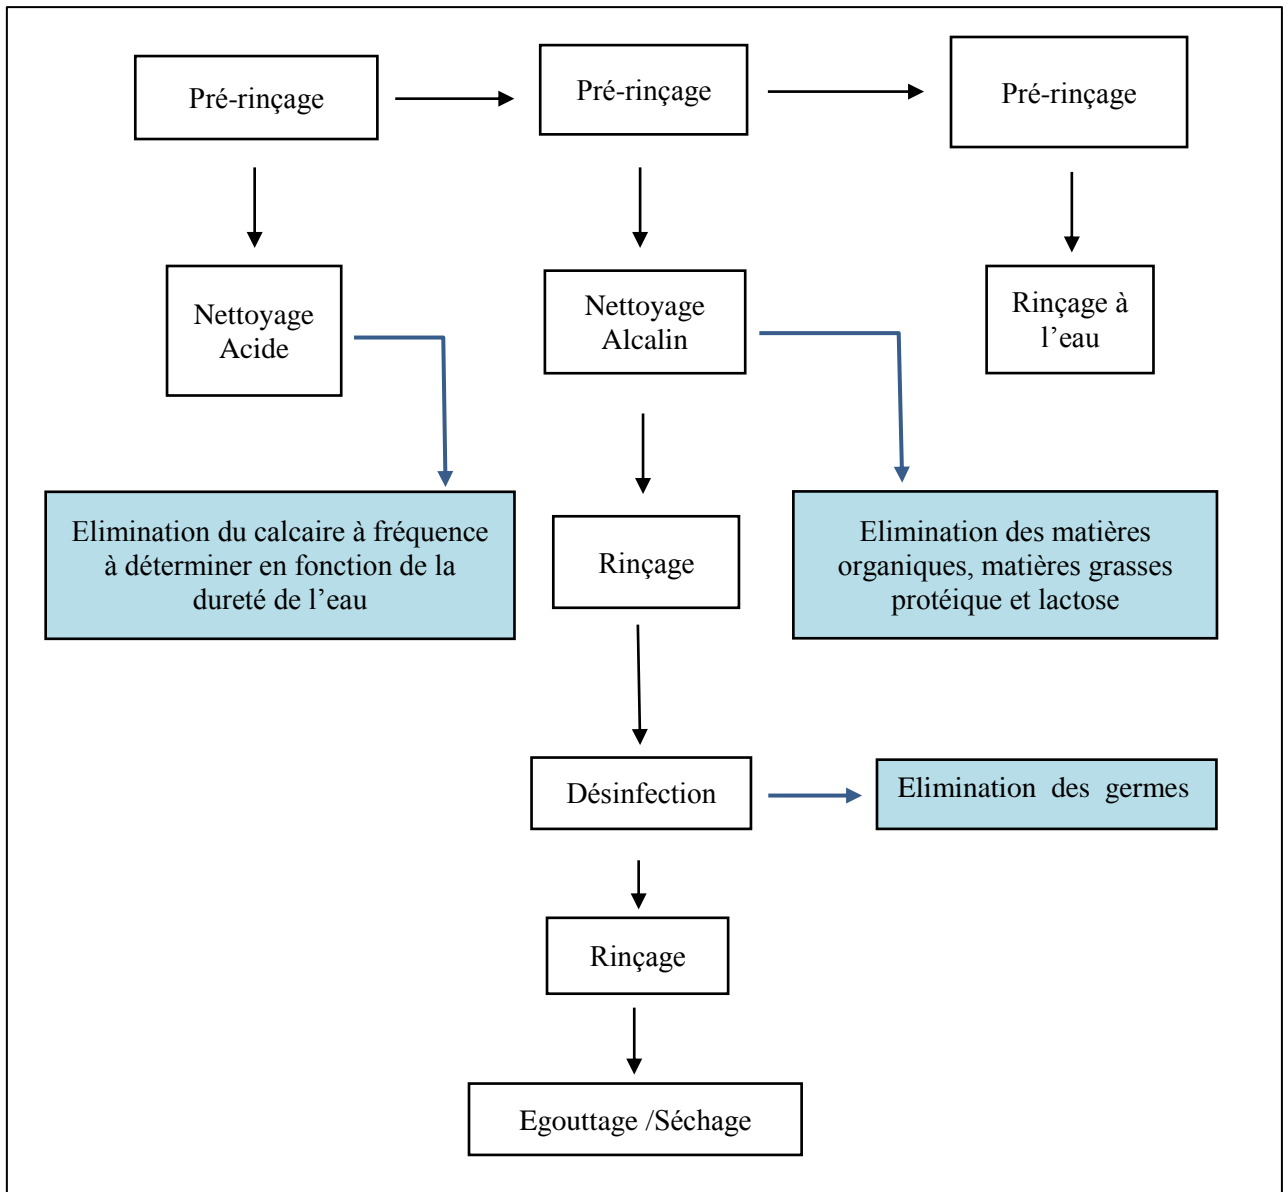 Pré-rinçage
Pré-rinçage
Pré-rinçage
Nettoyage
Acide
Nettoyage
Alcalin
Rinçage à
l’eau
Elimination du calcaire à fréquence
à déterminer en fonction de la
dureté de l’eau
Rinçage
Elimination des matières
organiques, matières grasses
protéique et lactose
Désinfection
Elimination des germes
Rinçage
Egouttage /Séchage